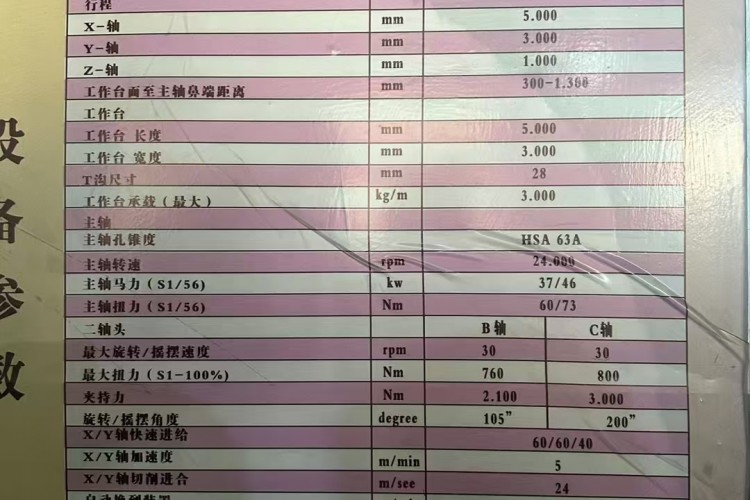 行程
X-轴 mm 5.000
Y-轴 mm 3.000
Z-轴 mm 1.000
工作台面至主轴鼻端距离 mm 300-1.300
工作台
工作台 长度 mm 5.000
工作台 宽度 mm 3.000
T沟尺寸 mm 28
工作台承载(最大) kg/m 3.000
主轴
主轴孔锥度 HSA 63A
主轴转速 rpm 24.000
主轴马力(S1/56) kw 37/46
主轴扭力(S1/56) Nm 60/73
二轴头 B轴 C轴
最大旋转/摇摆速度 rpm 30 30
最大扭力(S1-100%) Nm 760 800
夹持力 Nm 2.100 3.000
旋转/摇摆角度 degree 105" 200"
X/Y轴快速进给 60/60/40
X/Y轴加速度 m/min 5
X/Y轴切削进合 m/see 24
自动换刀装置
备
参